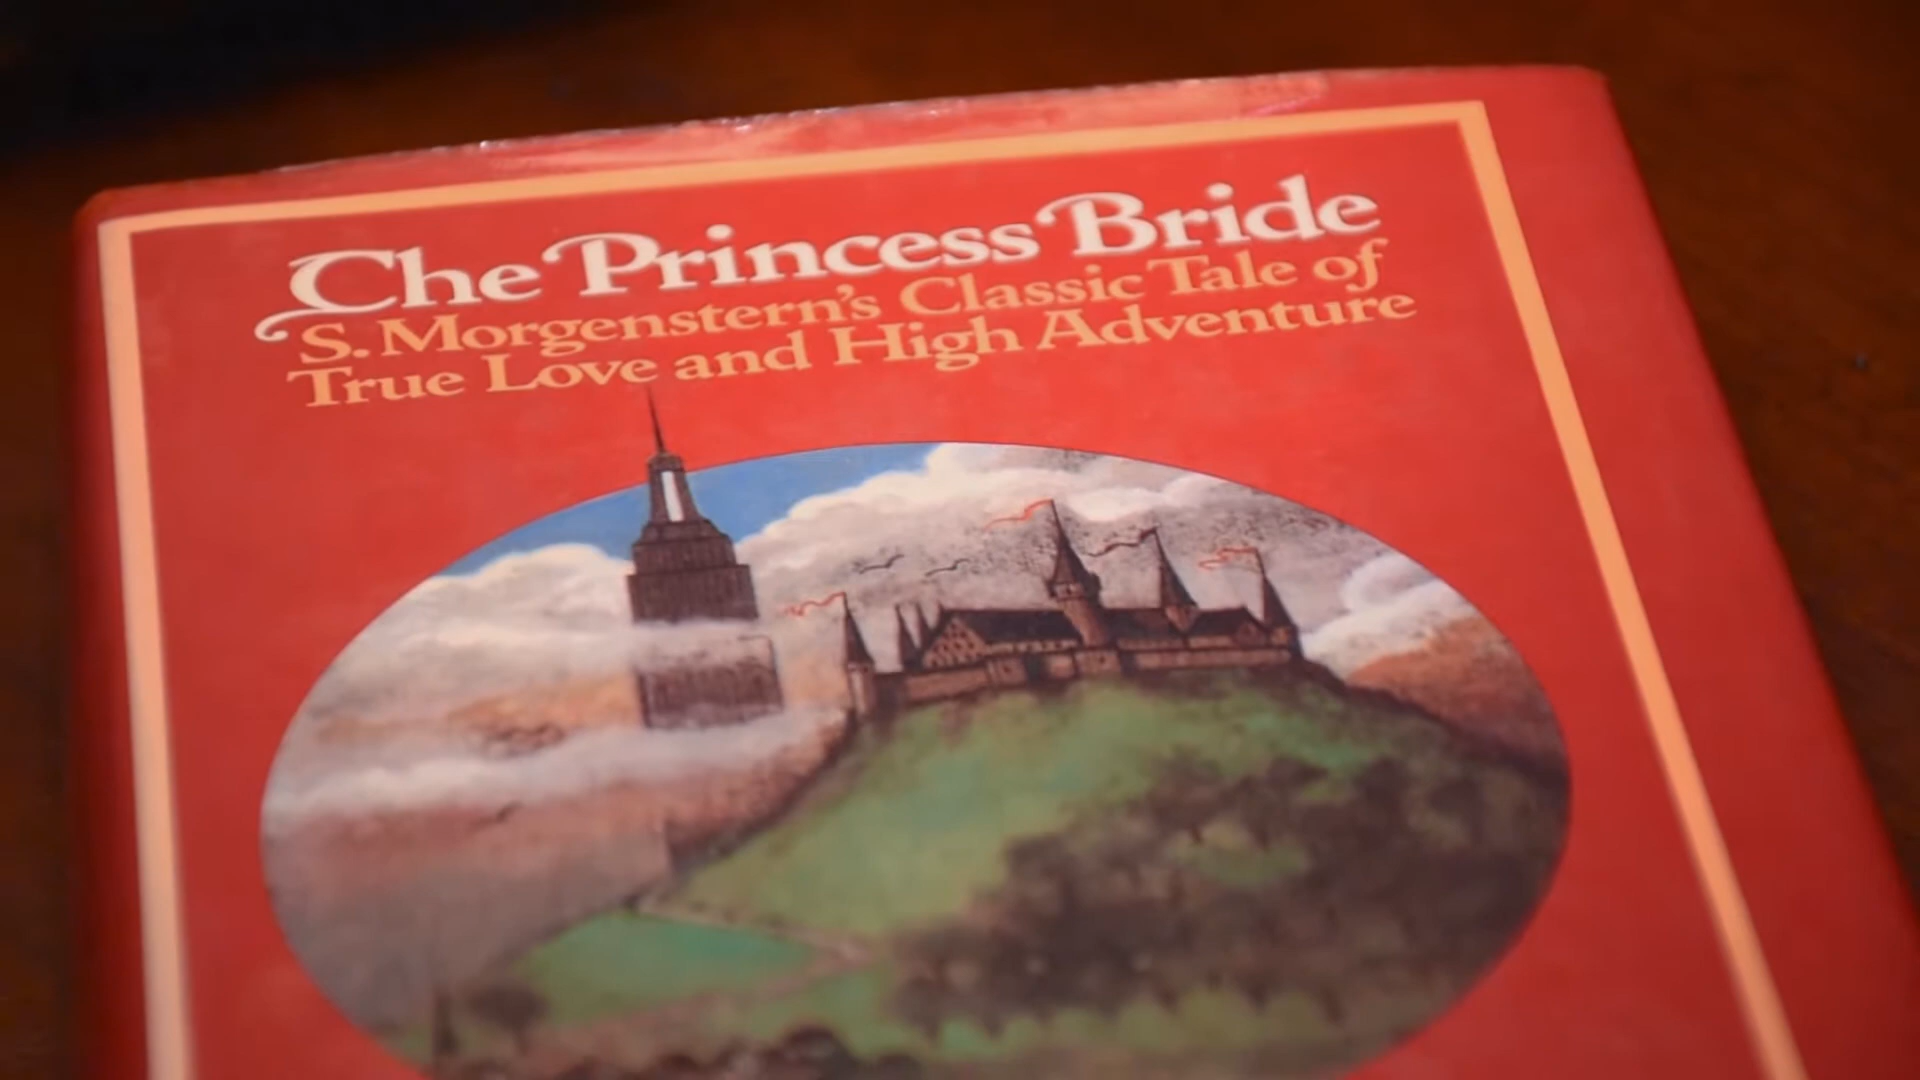 The Princess Bride
S. Morgenstern's Classic Tale of
True Love and High Adventure